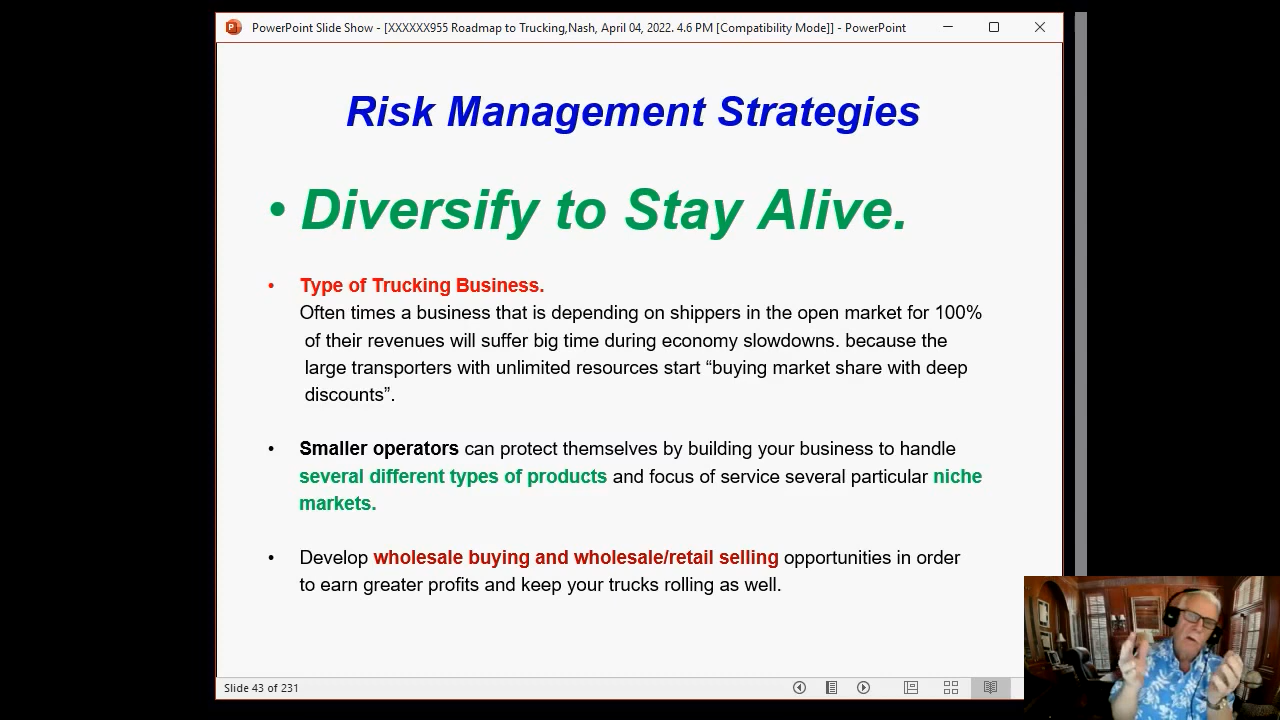 PowerPoint Slide Show - [XXXXXX955 Roadmap to Trucking,Nash, April 04, 2022. 4.6 PM [Compatibility Mode]] - PowerPoint
Risk Management Strategies
• Diversify to Stay Alive.
• Type of Trucking Business.
Often times a business that is depending on shippers in the open market for 100%
of their revenues will suffer big time during economy slowdowns. because the
large transporters with unlimited resources start “buying market share with deep
discounts”.
• Smaller operators can protect themselves by building your business to handle
several different types of products and focus of service several particular niche
markets.
• Develop wholesale buying and wholesale/retail selling opportunities in order
to earn greater profits and keep your trucks rolling as well.
Slide 43 of 231